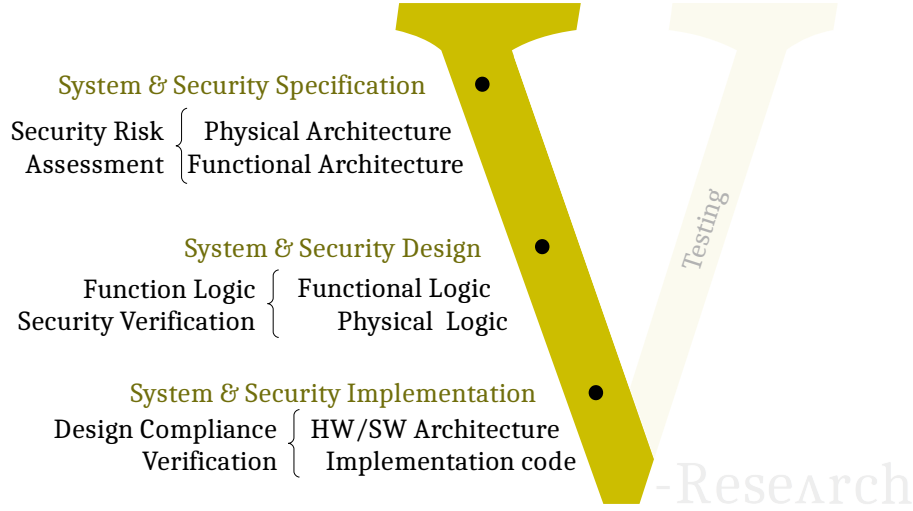 System & Security Specification
Security Risk Physical Architecture
Assessment Functional Architecture
Testing
System & Security Design
Function Logic Functional Logic
Security Verification Physical Logic
System & Security Implementation
Design Compliance HW/SW Architecture
Verification Implementation code
V-Reseʌrch